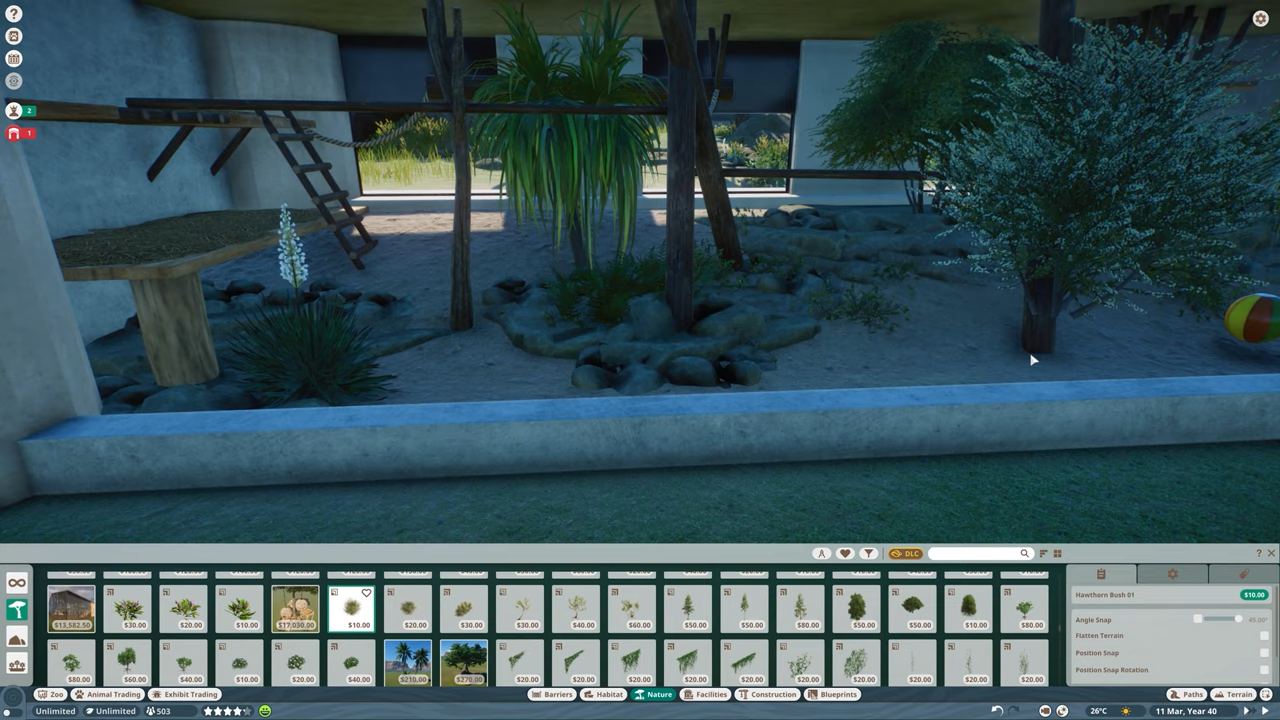 ?
2
1
DLC
?
$13,582.50
$30.00
$20.00
$10.00
$17,030.00
$10.00
$20.00
$30.00
$30.00
$40.00
$60.00
$80.00
$20.00
$80.00
$50.00
$50.00
$10.00
$80.00
Hawthorn Bush 01
$10.00
Angle Snap
45.00°
Flatten Terrain
Position Snap
Position Snap Rotation
$80.00
$60.00
$40.00
$10.00
$20.00
$40.00
$210.00
$270.00
$20.00
$20.00
$20.00
$20.00
$20.00
$20.00
$80.00
$20.00
$30.00
$20.00
Zoo
Animal Trading
Exhibit Trading
Barriers
Habitat
Nature
Facilities
Construction
Blueprints
Paths
Terrain
Unlimited
Unlimited
503
26°C
11 Mar, Year 40